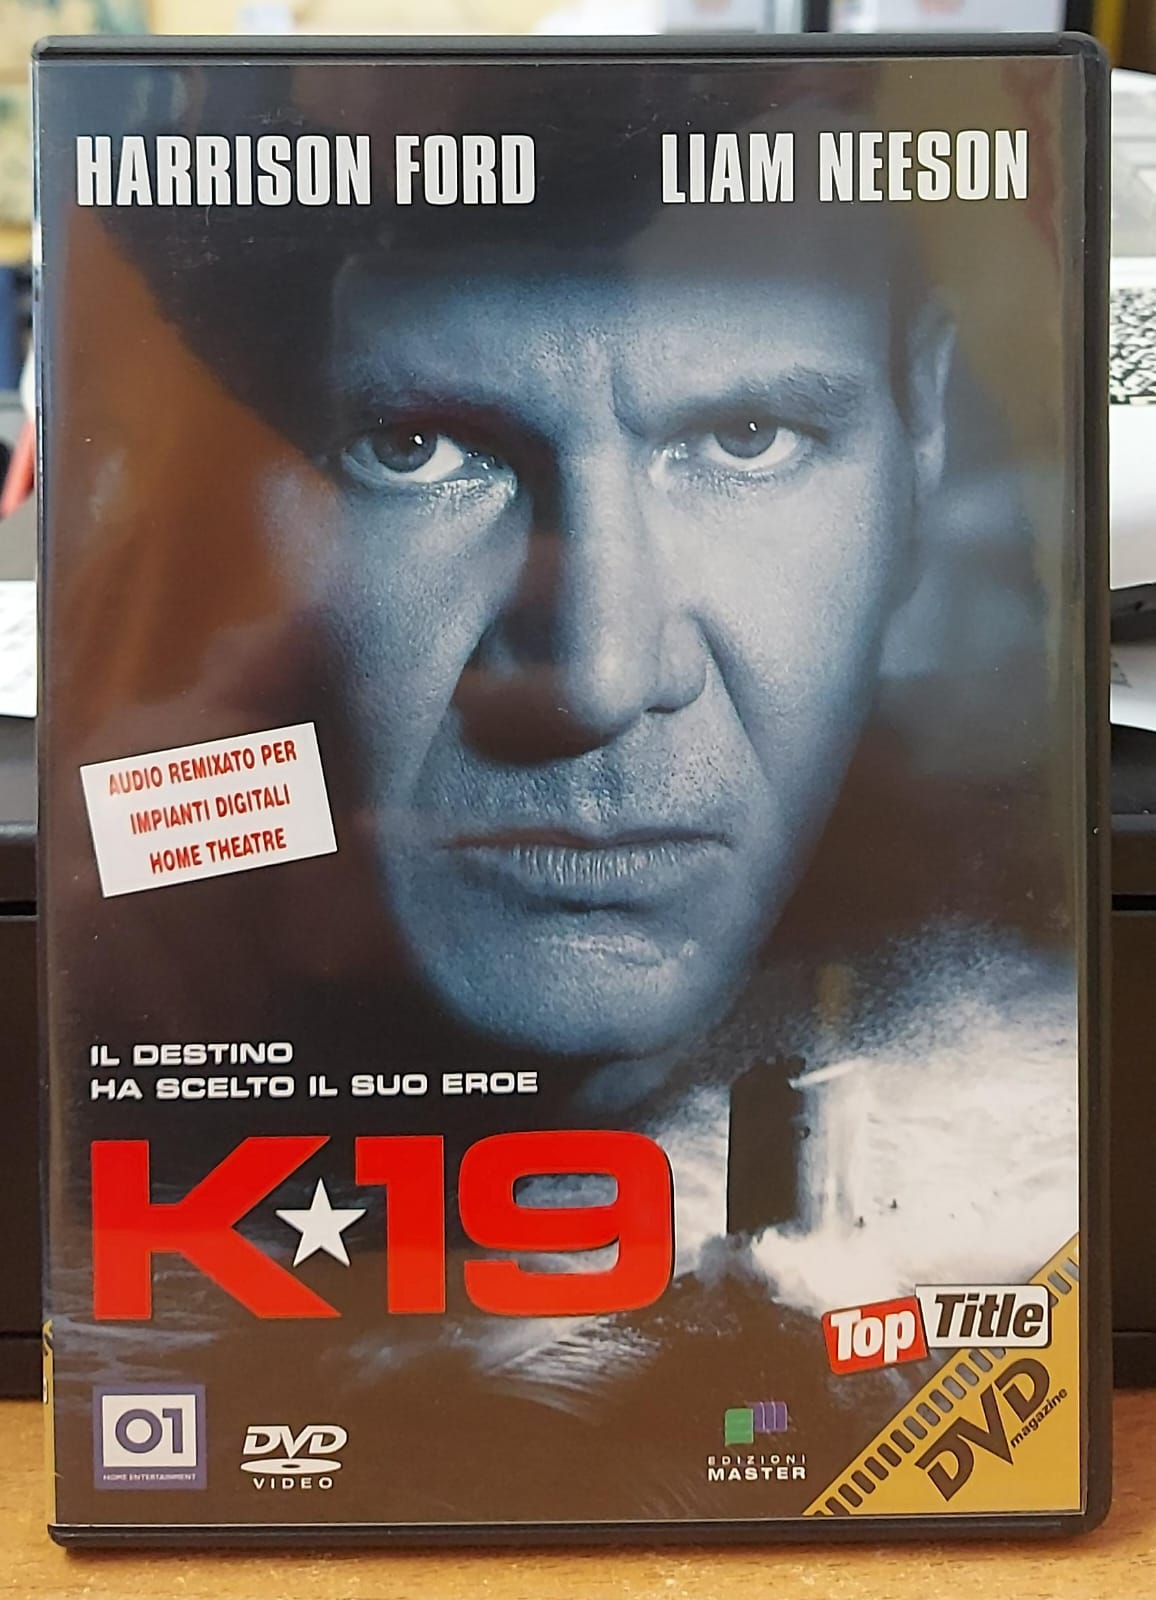 HARRISON FORD LIAM NEESON
AUDIO REMIXATO PER
IMPIANTI DIGITALI
HOME THEATRE
IL DESTINO
HA SCELTO IL SUO EROE
K★19
Top Title
DVD
magazine
01
HOME ENTERTAINMENT
DVD
VIDEO
EDIZIONI
MASTER